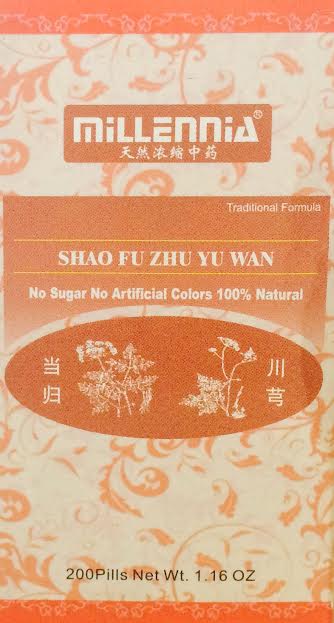 MILLENNIA®
天然浓缩中药
Traditional Formula
SHAO FU ZHU YU WAN
No Sugar No Artificial Colors 100% Natural
当归
川芎
200Pills Net Wt. 1.16 OZ